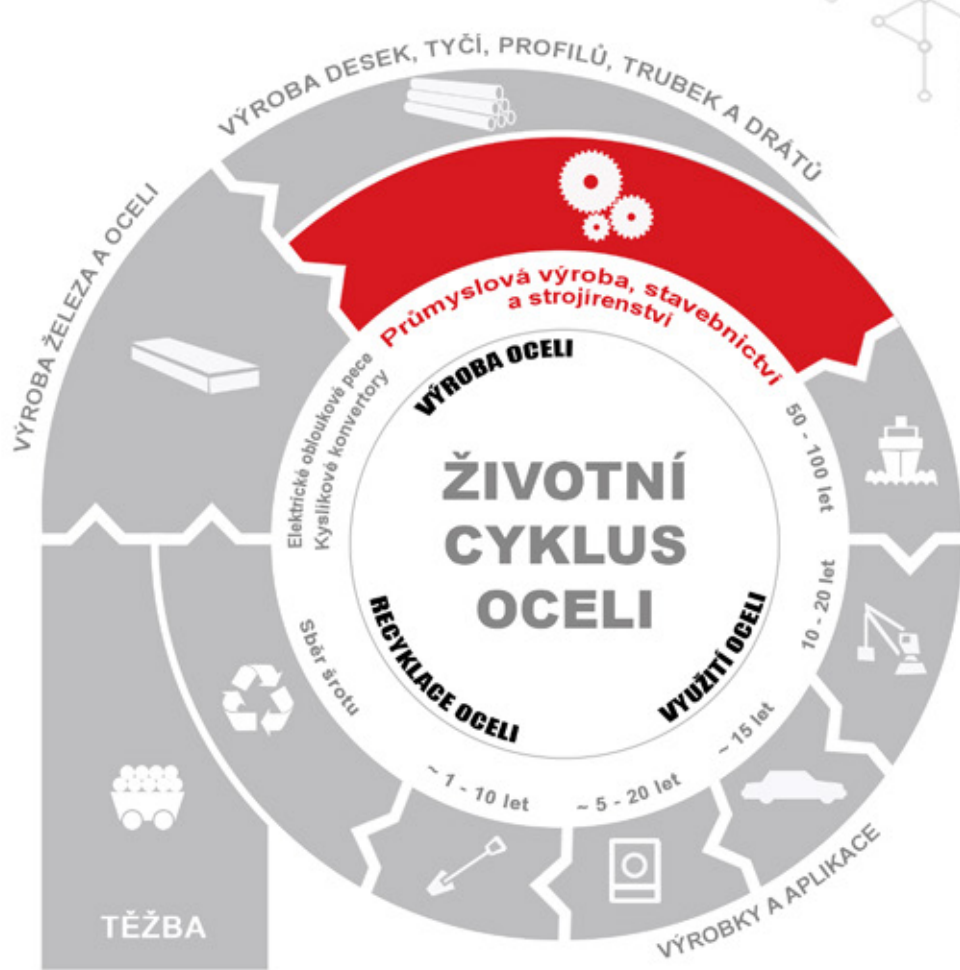 VÝROBA DESEK, TYČÍ, PROFILŮ, TRUBEK A DRÁTŮ
VÝROBA ŽELEZA A OCELI
Průmyslová výroba, stavebnictví
a strojírenství
VÝROBA OCELI
Elektrické obloukové pece
Kyslíkové konvertory
ŽIVOTNÍ
CYKLUS
OCELI
50 - 100 let
10 - 20 let
~ 15 let
~ 5 - 20 let
~ 1 - 10 let
VYUŽITÍ OCELI
RECYKLACE OCELI
Sběr šrotu
TĚŽBA
VÝROBKY A APLIKACE